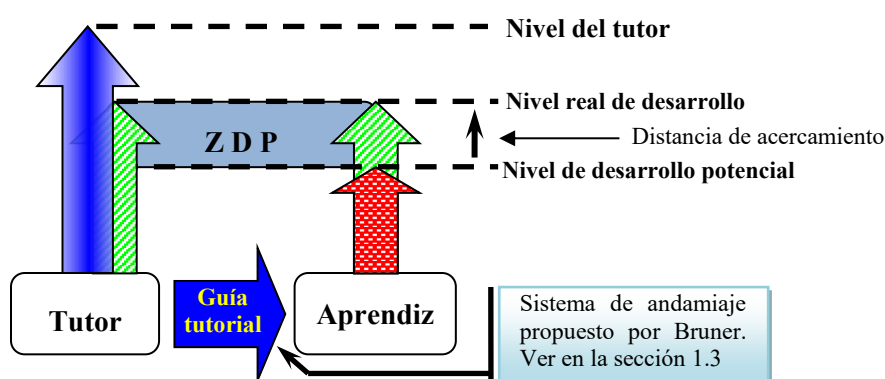 Nivel del tutor
Nivel real de desarrollo
Z D P
Distancia de acercamiento
Nivel de desarrollo potencial
Tutor
Guía
tutorial
Aprendiz
Sistema de andamiaje
propuesto por Bruner.
Ver en la sección 1.3